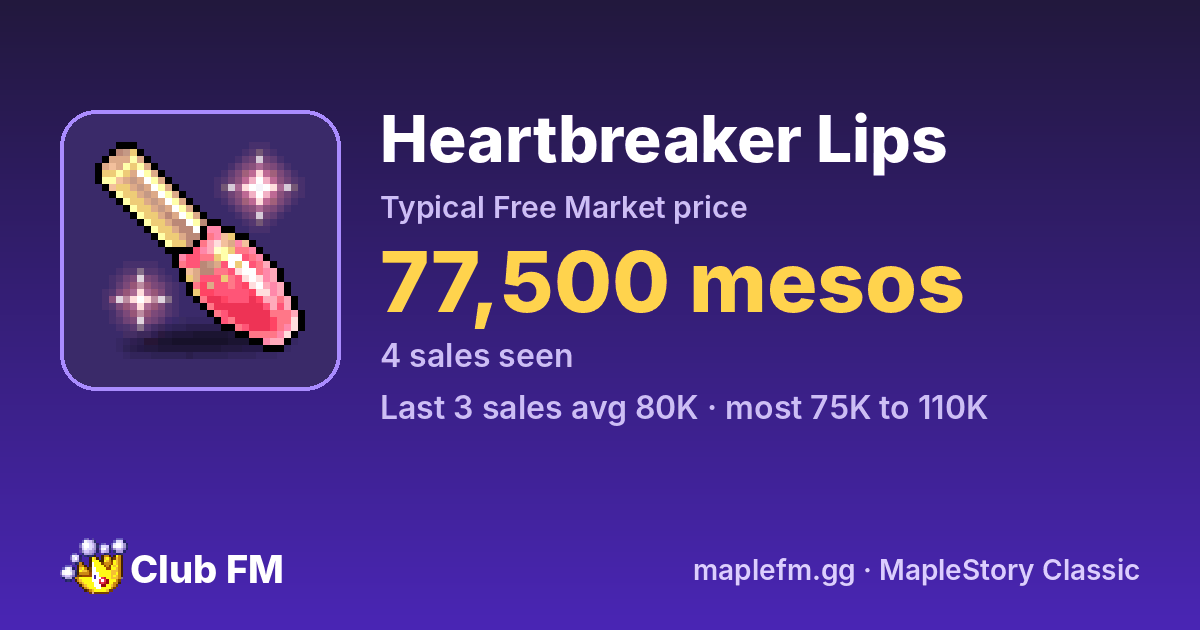 Heartbreaker Lips
Typical Free Market price
77,500 mesos
4 sales seen
Last 3 sales avg 80K · most 75K to 110K
Club FM
maplefm.gg · MapleStory Classic